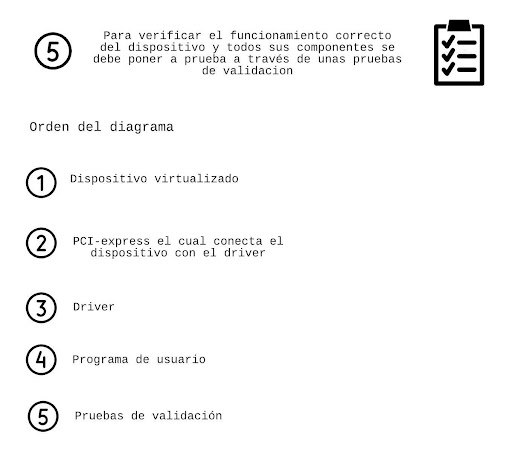 5
Para verificar el funcionamiento correcto
del dispositivo y todos sus componentes se
debe poner a prueba a través de unas pruebas
de validacion
Orden del diagrama
1 Dispositivo virtualizado
2 PCI-express el cual conecta el
dispositivo con el driver
3 Driver
4 Programa de usuario
5 Pruebas de validación